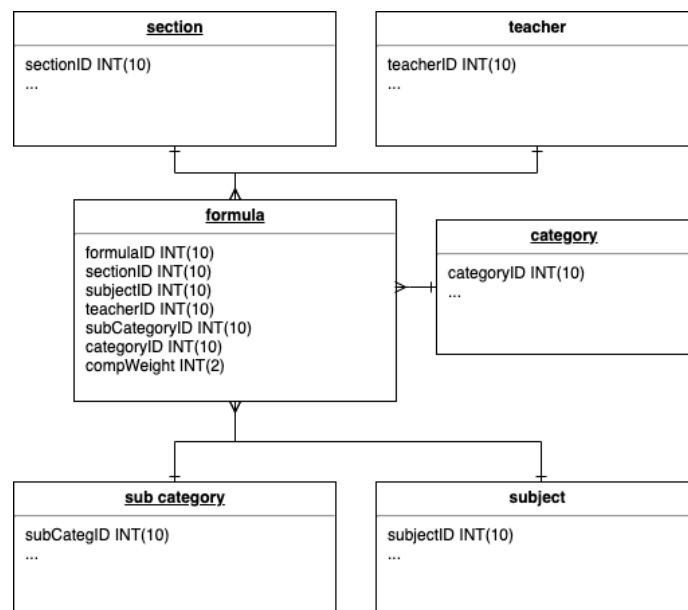 section
sectionID INT(10)
...
teacher
teacherID INT(10)
...
formula
formulaID INT(10)
sectionID INT(10)
subjectID INT(10)
teacherID INT(10)
subCategoryID INT(10)
categoryID INT(10)
compWeight INT(2)
category
categoryID INT(10)
...
sub category
subCategID INT(10)
...
subject
subjectID INT(10)
...